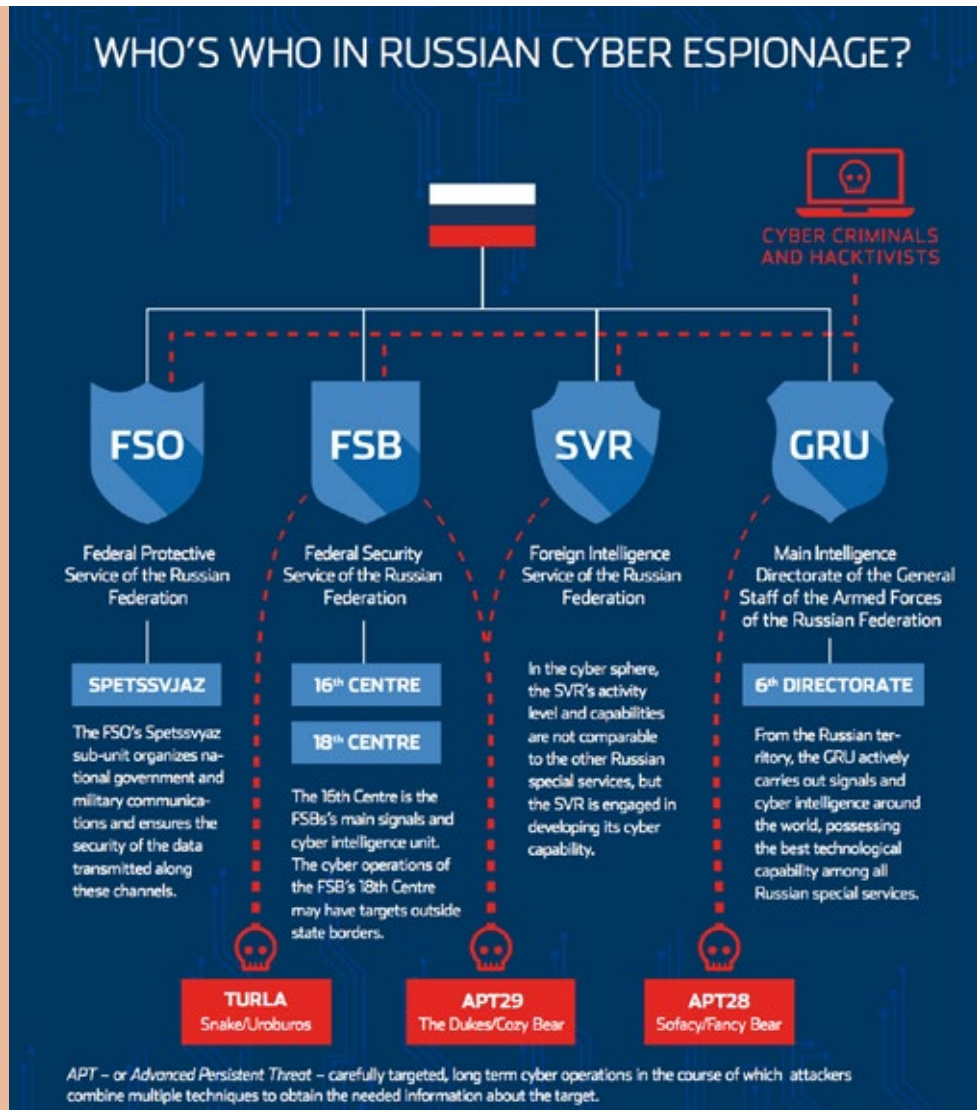 WHO'S WHO IN RUSSIAN CYBER ESPIONAGE?
CYBER CRIMINALS
AND HACKTIVISTS
FSO
FSB
SVR
GRU
Federal Protective
Service of the Russian
Federation
Federal Security
Service of the Russian
Federation
Foreign Intelligence
Service of the Russian
Federation
Main Intelligence
Directorate of the General
Staff of the Armed Forces
of the Russian Federation
SPETSSVJAZ
The FSO's Spetssvyaz
sub-unit organizes na-
tional government and
military communica-
tions and ensures the
security of the data
transmitted along
these channels.
16th CENTRE
18th CENTRE
The 16th Centre is the
FSBs's main signals and
cyber intelligence unit.
The cyber operations of
the FSB's 18th Centre
may have targets outside
state borders.
In the cyber sphere,
the SVR's activity
level and capabilities
are not comparable
to the other Russian
special services, but
the SVR is engaged in
developing its cyber
capability.
6th DIRECTORATE
From the Russian ter-
ritory, the GRU actively
carries out signals and
cyber intelligence around
the world, possessing
the best technological
capability among all
Russian special services.
TURLA
Snake/Uroburos
APT29
The Dukes/Cozy Bear
APT28
Sofacy/Fancy Bear
APT – or Advanced Persistent Threat – carefully targeted, long term cyber operations in the course of which attackers
combine multiple techniques to obtain the needed information about the target.